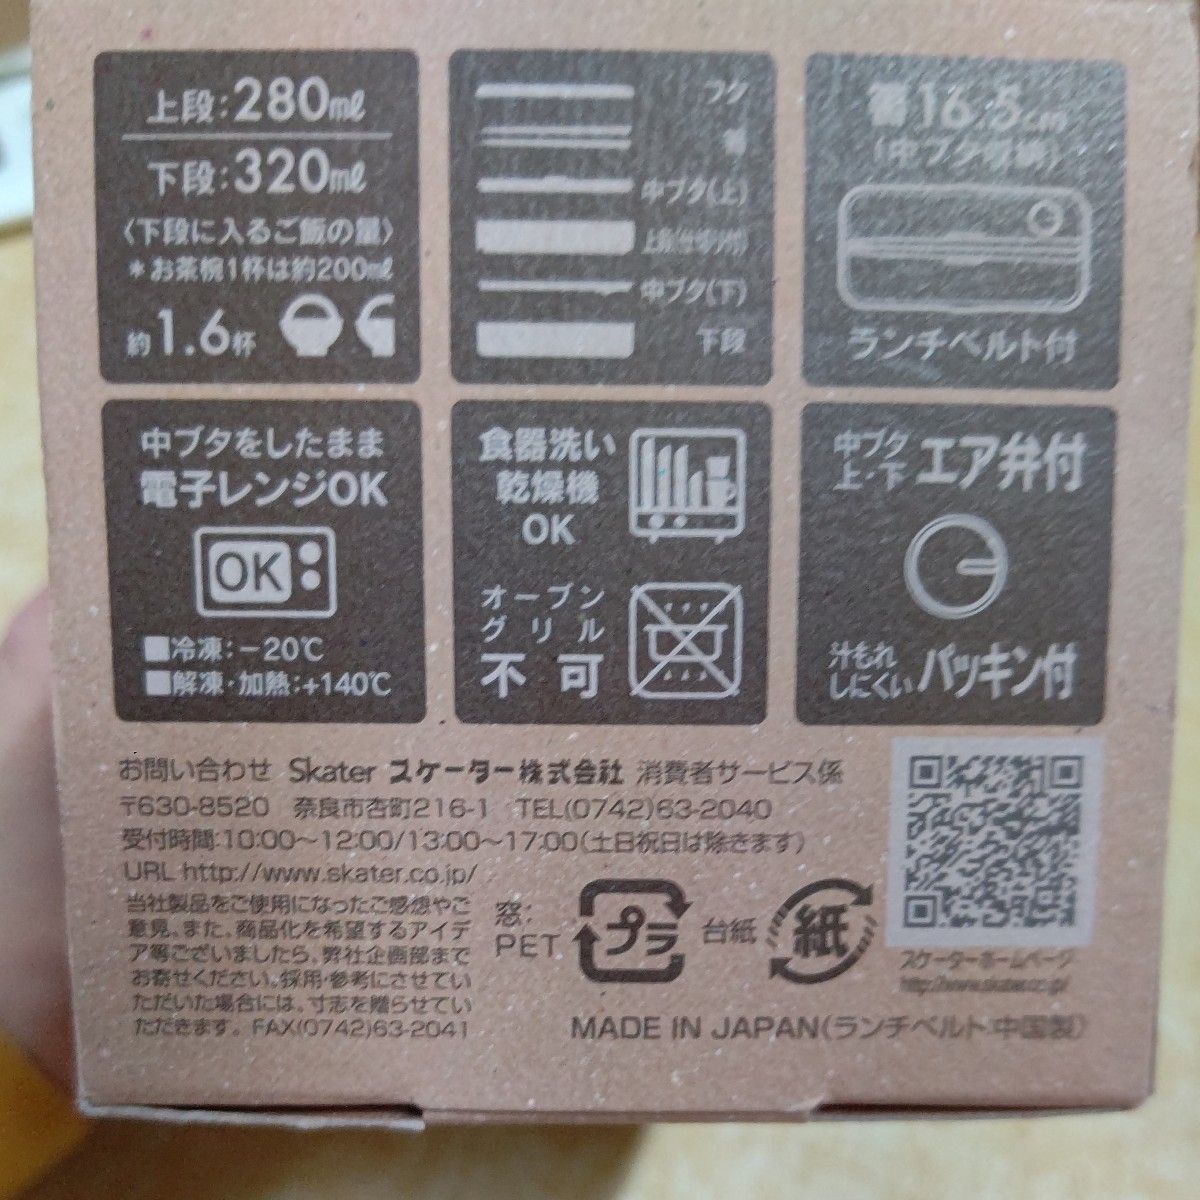 上段:280㎖
下段:320㎖
〈下段に入るご飯の量〉
*お茶椀1杯は約200㎖
約1.6杯
フタ
箸
中ブタ(上)
上段(仕切り付)
中ブタ(下)
下段
箸16.5cm
(中ブタ収納)
ランチベルト付
中ブタをしたまま
電子レンジOK
OK
■冷凍:−20℃
■解凍・加熱:+140℃
食器洗い
乾燥機
OK
オーブン
グリル
不可
中ブタ
上・下 エア弁付
汁もれ
しにくい パッキン付
お問い合わせ Skater スケーター株式会社 消費者サービス係
〒630-8520 奈良市杏町216-1 TEL(0742)63-2040
受付時間:10:00〜12:00/13:00〜17:00(土日祝日は除きます)
URL http://www.skater.co.jp/
当社製品をご使用になったご感想やご
意見、また、商品化を希望するアイデ
ア等ございましたら、弊社企画部まで
お寄せください。採用・参考にさせてい
ただいた場合には、寸志を贈らせてい
ただきます。FAX(0742)63-2041
窓:
PET
プラ
台紙
紙
スケーターホームページ
http://www.skater.co.jp/
MADE IN JAPAN(ランチベルト:中国製)